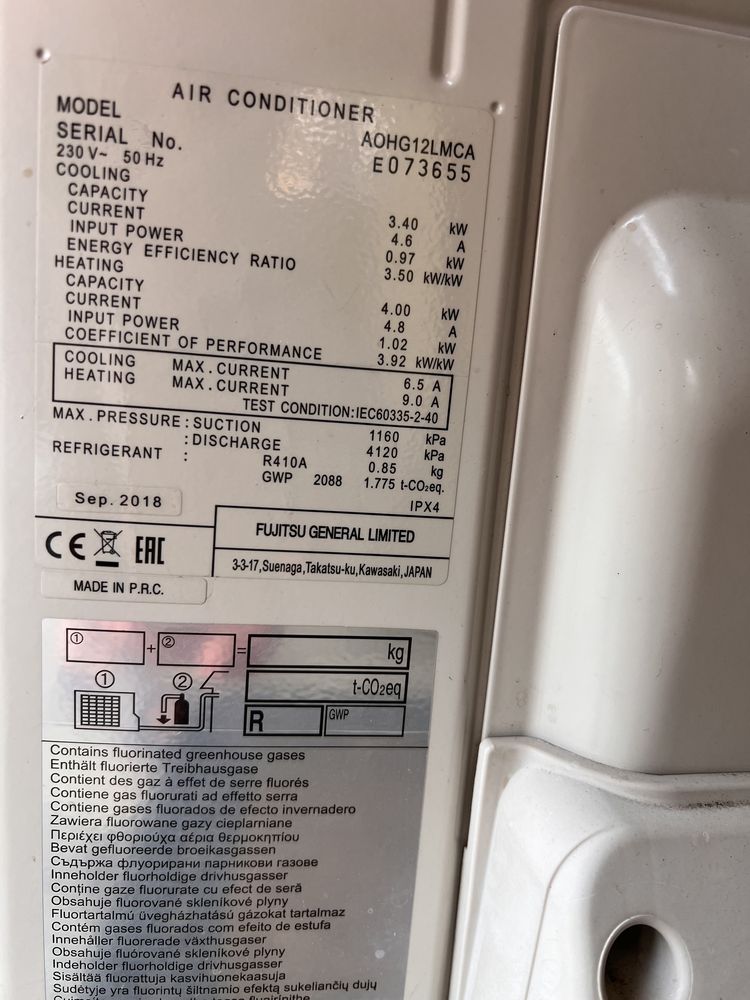 AIR CONDITIONER
MODEL AOHG12LMCA
SERIAL No. E073655
230 V~ 50 Hz
COOLING
CAPACITY 3.40 kW
CURRENT 4.6 A
INPUT POWER 0.97 kW
ENERGY EFFICIENCY RATIO 3.50 kW/kW
HEATING
CAPACITY 4.00 kW
CURRENT 4.8 A
INPUT POWER 1.02 kW
COEFFICIENT OF PERFORMANCE 3.92 kW/kW
COOLING MAX. CURRENT 6.5 A
HEATING MAX. CURRENT 9.0 A
TEST CONDITION:IEC60335-2-40
MAX. PRESSURE : SUCTION 1160 kPa
: DISCHARGE 4120 kPa
REFRIGERANT : R410A 0.85 kg
GWP 2088 1.775 t-CO₂eq.
IPX4
Sep. 2018
FUJITSU GENERAL LIMITED
CE EAC
3-3-17,Suenaga,Takatsu-ku,Kawasaki,JAPAN
MADE IN P.R.C.
① + ② = kg
① ② t-CO₂eq
R GWP
Contains fluorinated greenhouse gases
Enthält fluorierte Treibhausgase
Contient des gaz à effet de serre fluorés
Contiene gas fluorurati ad effetto serra
Contiene gases fluorados de efecto invernadero
Zawiera fluorowane gazy cieplarniane
Περιέχει φθοριούχα αέρια θερμοκηπίου
Bevat gefluoreerde broeikasgassen
Съдържа флуорирани парникови газове
Inneholder fluorholdige drivhusgasser
Conține gaze fluorurate cu efect de seră
Obsahuje fluorované skleníkové plyny
Fluortartalmú üvegházhatású gázokat tartalmaz
Contém gases fluorados com efeito de estufa
Innehåller fluorerade växthusgaser
Obsahuje fluórované skleníkové plyny
Indeholder fluorholdige drivhusgasser
Sisältää fluorattuja kasvihuonekaasuja
Sudėtyje yra fluorintų šiltnamio efektą sukeliančių dujų